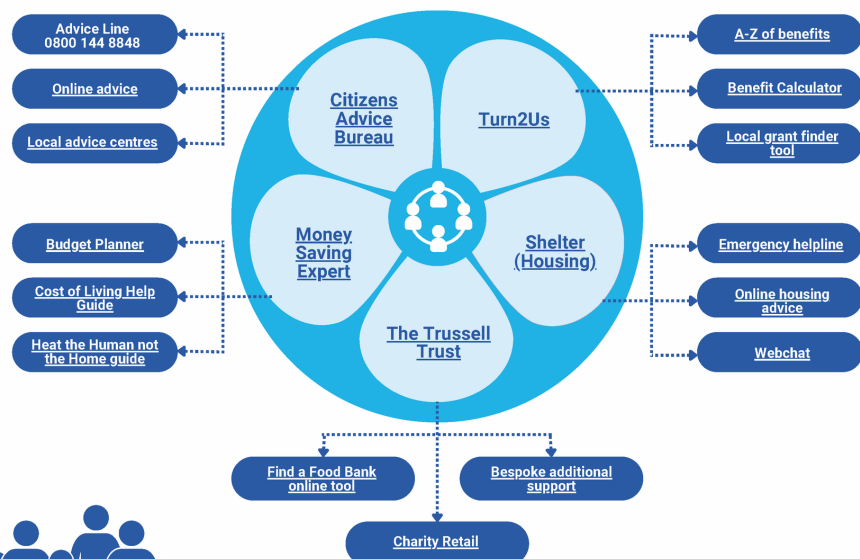 Advice Line
0800 144 8848
Online advice
Local advice centres
Citizens
Advice
Bureau
Turn2Us
A-Z of benefits
Benefit Calculator
Local grant finder
tool
Budget Planner
Cost of Living Help
Guide
Heat the Human not
the Home guide
Money
Saving
Expert
Shelter
(Housing)
Emergency helpline
Online housing
advice
Webchat
The Trussell
Trust
Find a Food Bank
online tool
Bespoke additional
support
Charity Retail